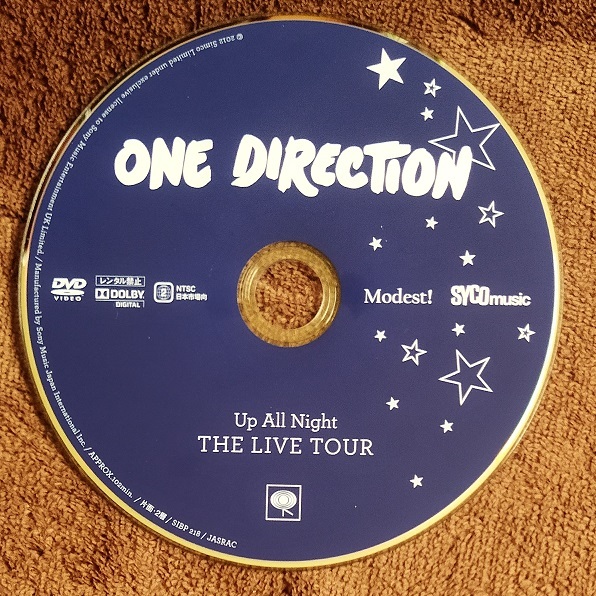 ONE DIRECTION
DVD
VIDEO
レンタル禁止
DOLBY
DIGITAL
2
NTSC
日本市場向
Modest!
SYCOmusic
Up All Night
THE LIVE TOUR
℗ 2012 Simco Limited under exclusive license to Sony Music Entertainment UK Limited. / Manufactured by Sony Music Japan International Inc. / APPROX.102min. / 片面・2層 / SIBP 218 / JASRAC